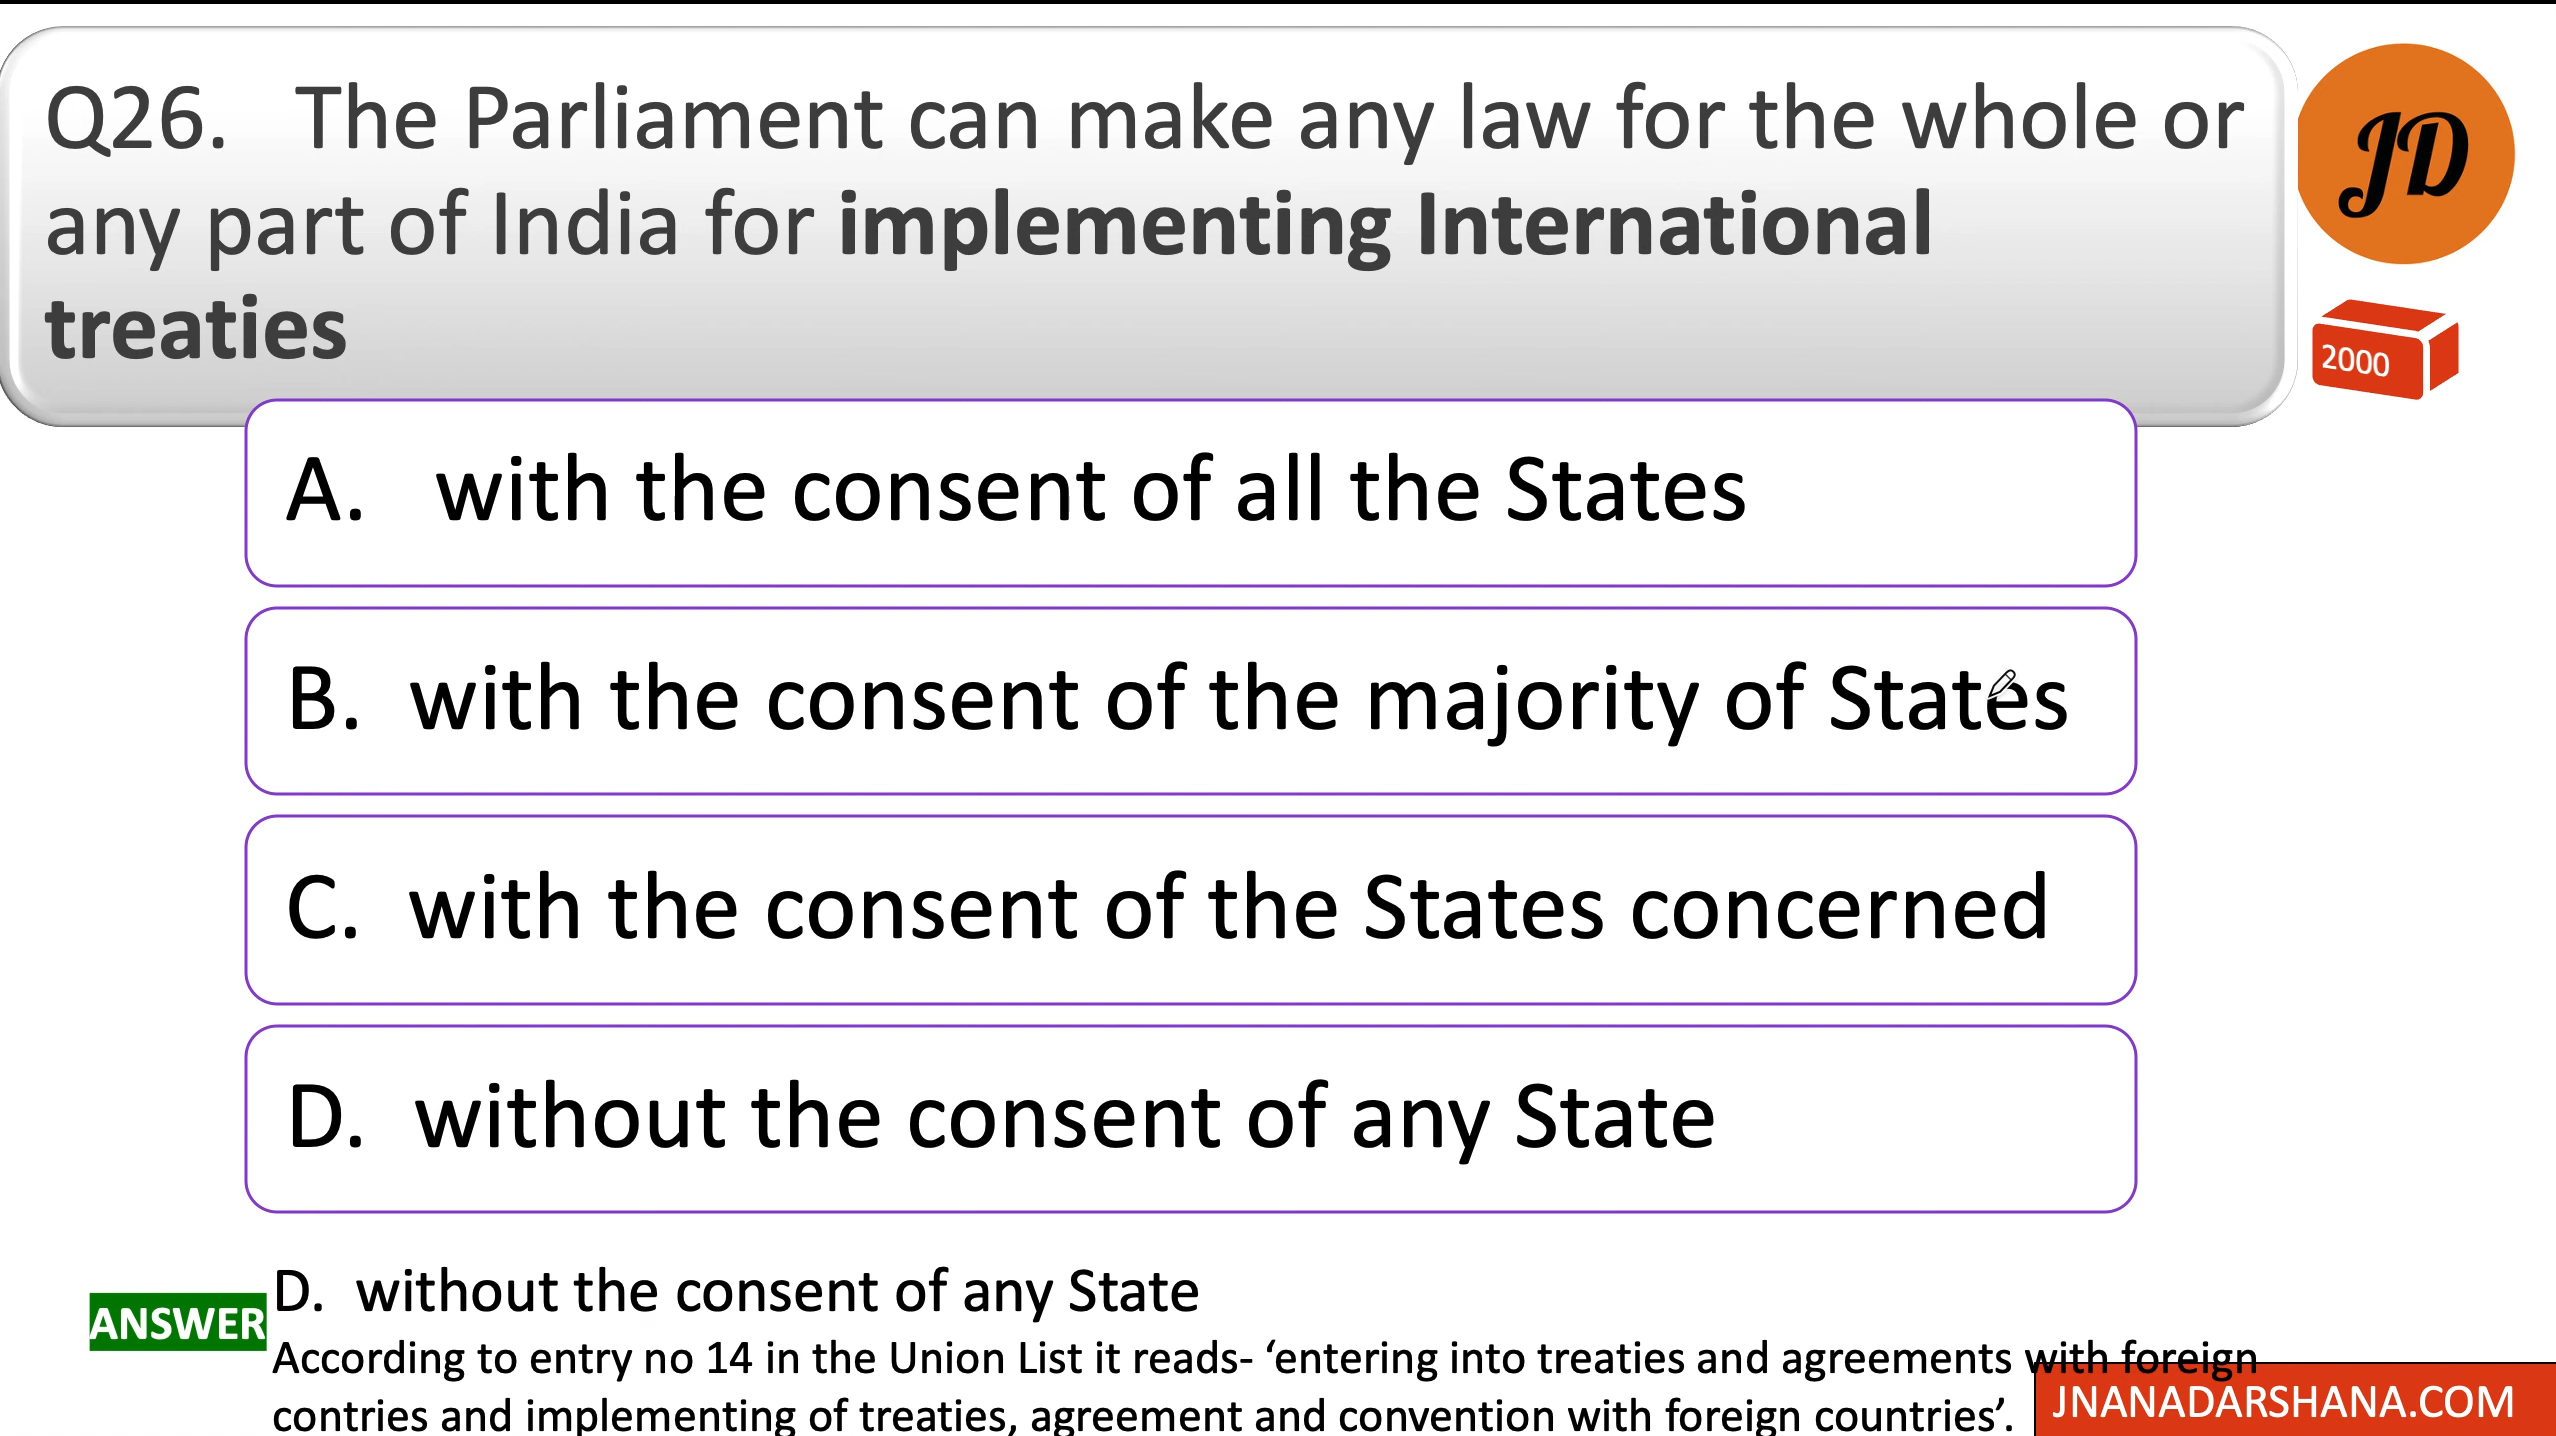 Q26. The Parliament can make any law for the whole or
any part of India for implementing International
treaties
JD
2000
A. with the consent of all the States
B. with the consent of the majority of States
C. with the consent of the States concerned
D. without the consent of any State
ANSWER
D. without the consent of any State
According to entry no 14 in the Union List it reads- ‘entering into treaties and agreements with foreign
contries and implementing of treaties, agreement and convention with foreign countries’.
JNANADARSHANA.COM